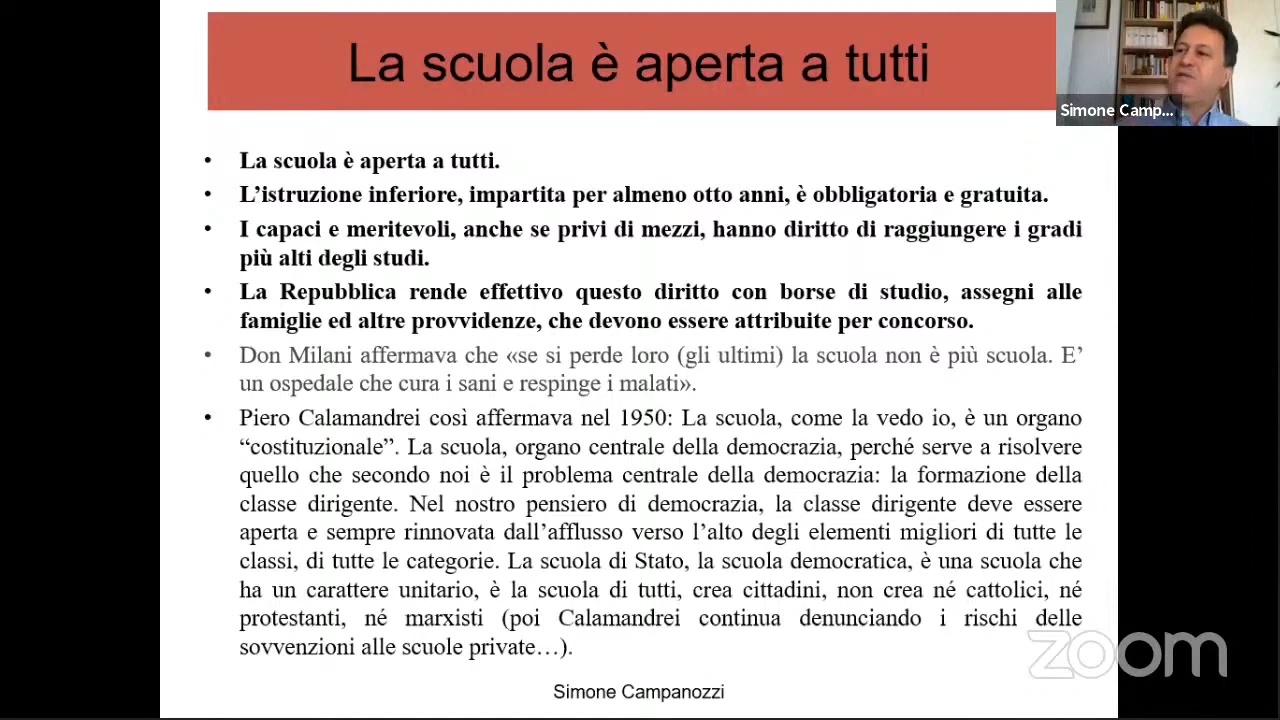 La scuola è aperta a tutti
Simone Camp...
• La scuola è aperta a tutti.
• L’istruzione inferiore, impartita per almeno otto anni, è obbligatoria e gratuita.
• I capaci e meritevoli, anche se privi di mezzi, hanno diritto di raggiungere i gradi
più alti degli studi.
• La Repubblica rende effettivo questo diritto con borse di studio, assegni alle
famiglie ed altre provvidenze, che devono essere attribuite per concorso.
• Don Milani affermava che «se si perde loro (gli ultimi) la scuola non è più scuola. E’
un ospedale che cura i sani e respinge i malati».
• Piero Calamandrei così affermava nel 1950: La scuola, come la vedo io, è un organo
“costituzionale”. La scuola, organo centrale della democrazia, perché serve a risolvere
quello che secondo noi è il problema centrale della democrazia: la formazione della
classe dirigente. Nel nostro pensiero di democrazia, la classe dirigente deve essere
aperta e sempre rinnovata dall’afflusso verso l’alto degli elementi migliori di tutte le
classi, di tutte le categorie. La scuola di Stato, la scuola democratica, è una scuola che
ha un carattere unitario, è la scuola di tutti, crea cittadini, non crea né cattolici, né
protestanti, né marxisti (poi Calamandrei continua denunciando i rischi delle
sovvenzioni alle scuole private…).
zoom
Simone Campanozzi